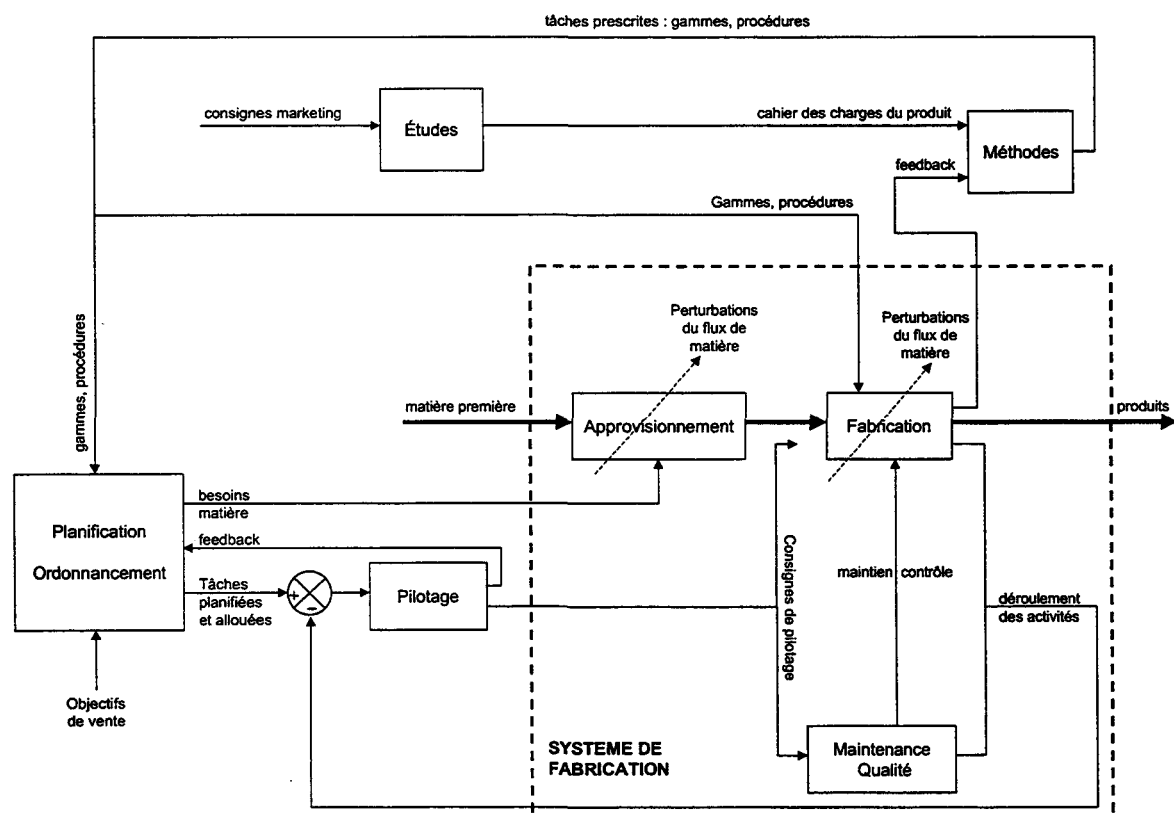 tâches prescrites : gammes, procédures
consignes marketing
Études
cahier des charges du produit
Méthodes
feedback
Gammes, procédures
gammes, procédures
Perturbations
du flux de
matière
Perturbations
du flux de
matière
matière première
Approvisionnement
Fabrication
produits
Planification
Ordonnancement
besoins
matière
feedback
Tâches
planifiées
et allouées
+
-
Pilotage
Consignes de pilotage
maintien contrôle
déroulement
des activités
Objectifs
de vente
SYSTEME DE
FABRICATION
Maintenance
Qualité